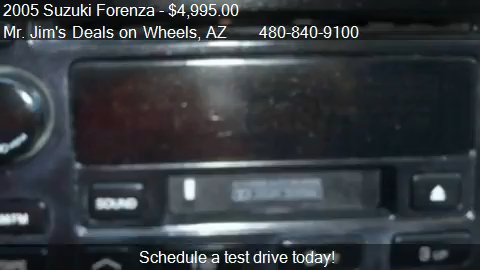 2005 Suzuki Forenza - $4,995.00
Mr. Jim's Deals on Wheels, AZ 480-840-9100
SOUND
Schedule a test drive today!